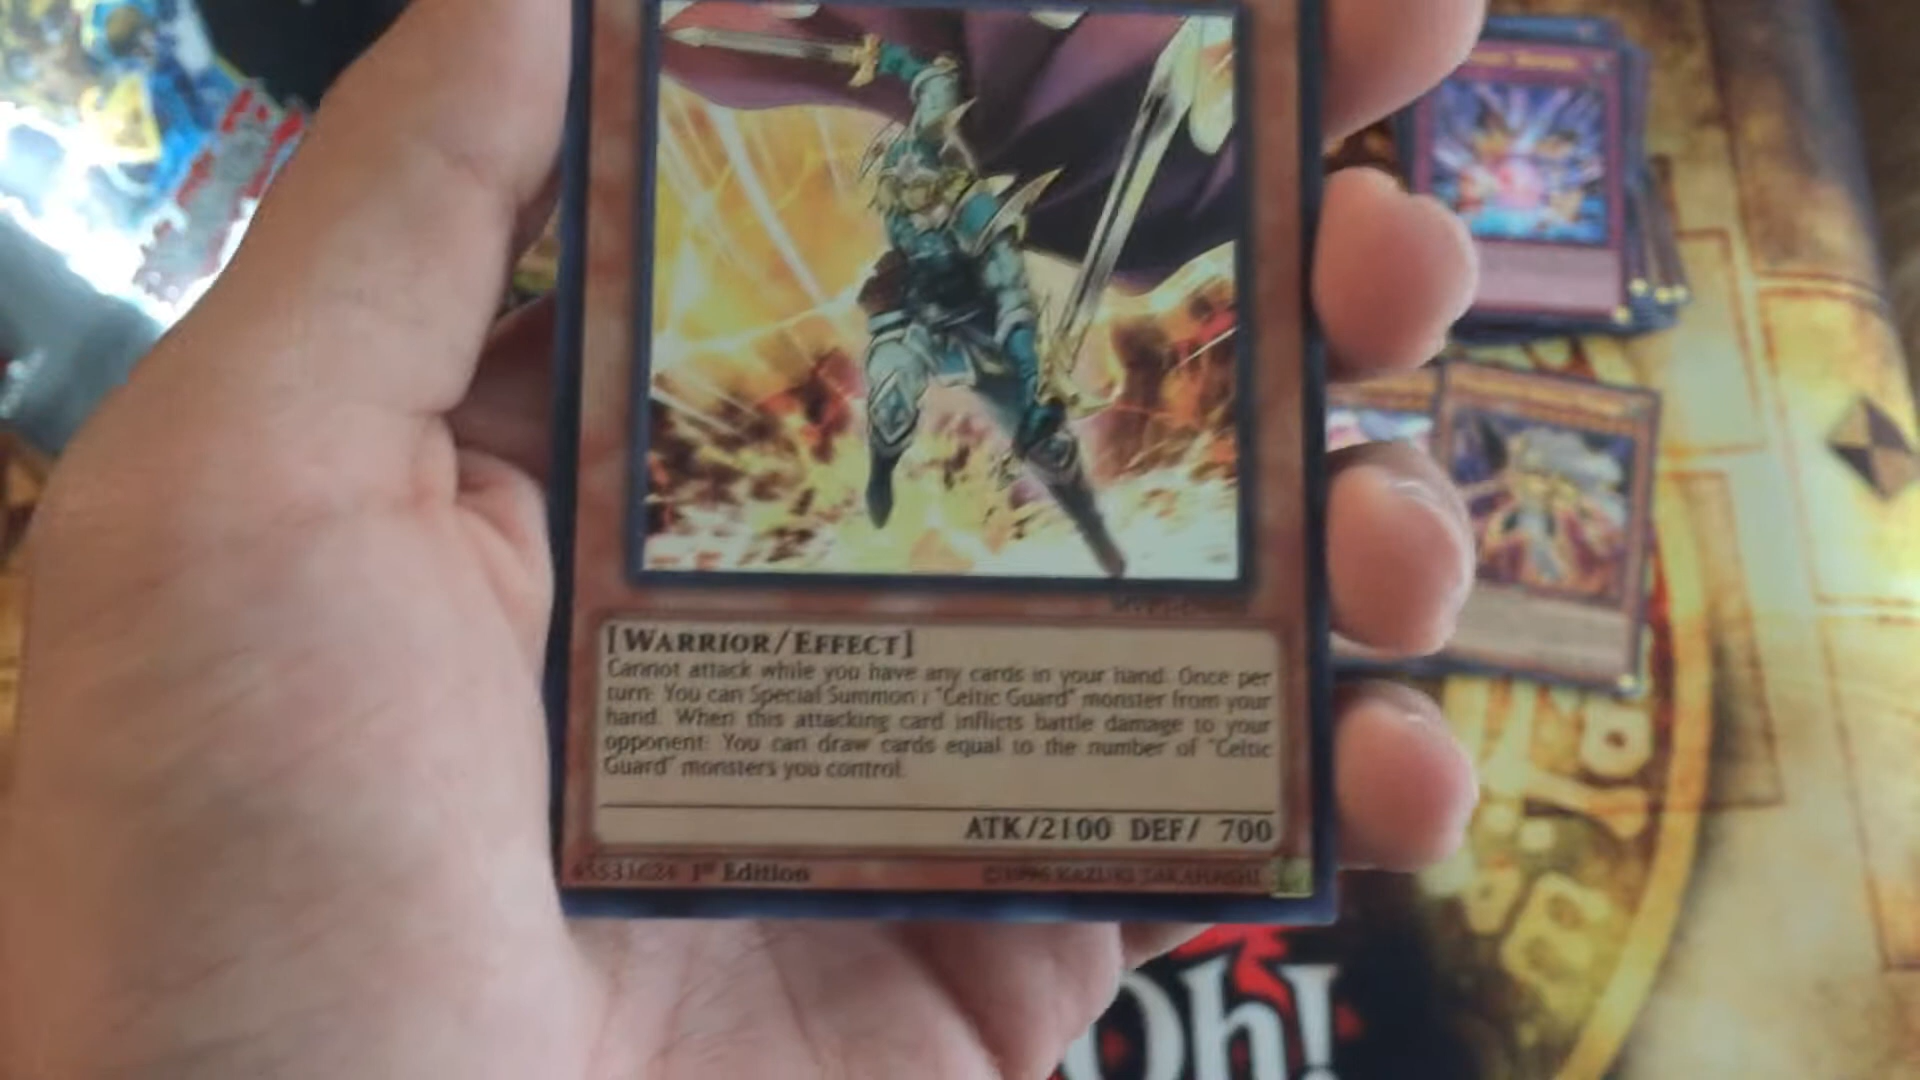 [WARRIOR/EFFECT]
Cannot attack while you have any cards in your hand. Once per
turn: You can Special Summon 1 "Celtic Guard" monster from your
hand. When this attacking card inflicts battle damage to your
opponent: You can draw cards equal to the number of "Celtic
Guard" monsters you control.
ATK/2100 DEF/ 700
1st Edition
©1996 KAZUKI TAKAHASHI
Oh!